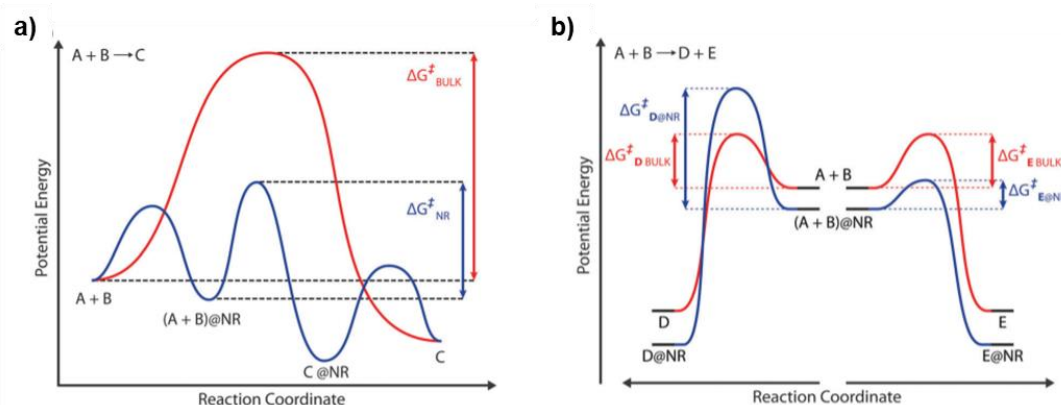 a)
A + B → C
Potential Energy
ΔG‡ BULK
ΔG‡ NR
A + B
(A + B)@NR
C @NR
C
Reaction Coordinate
b)
A + B → D + E
Potential Energy
ΔG‡ D@NR
ΔG‡ D BULK
A + B
(A + B)@NR
ΔG‡ E BULK
ΔG‡ E@N
D
D@NR
E
E@NR
Reaction Coordinate